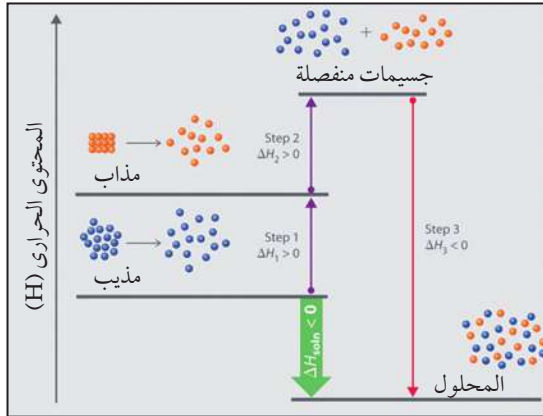 +
جسيمات منفصلة
Step 2
ΔH₂ > 0
مذاب
Step 1
ΔH₁ > 0
مذيب
Step 3
ΔH₃ < 0
ΔHsoln < 0
المحلول
المحتوى الحرارى (H)